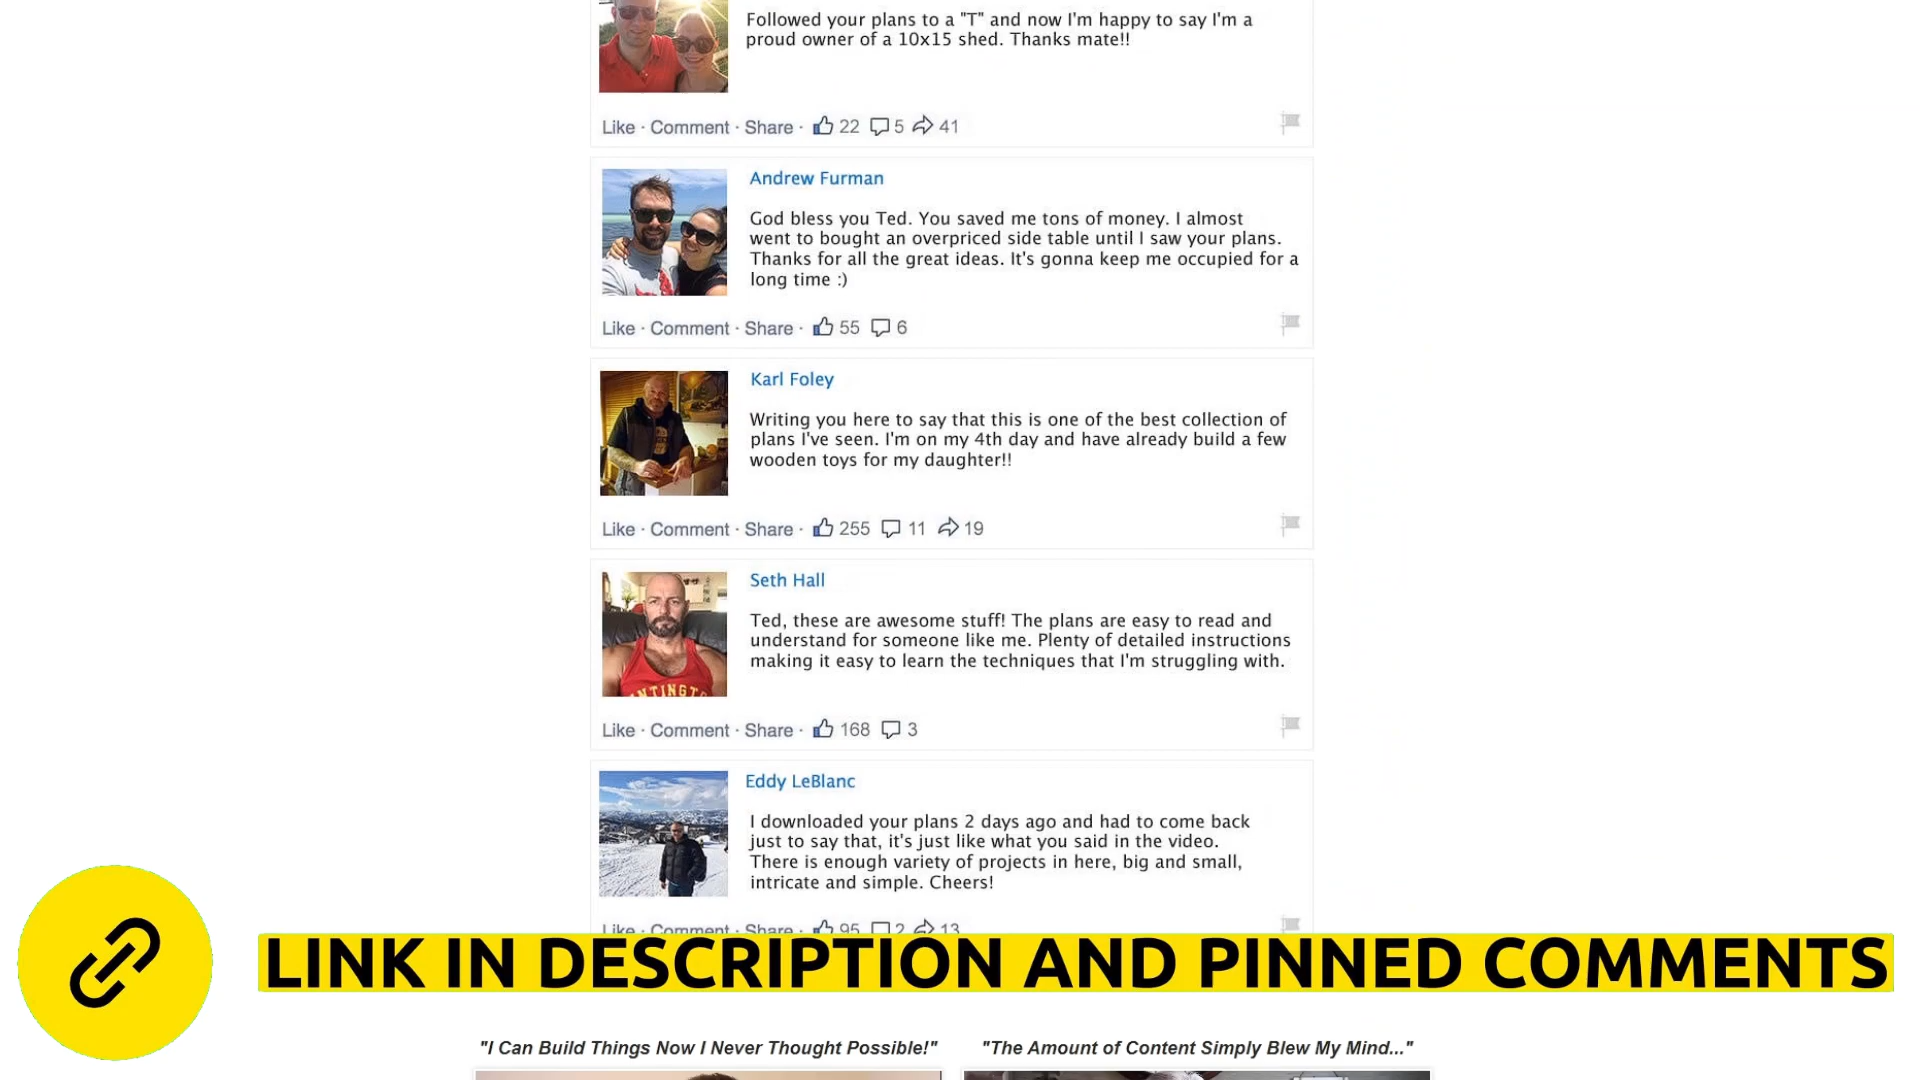 Followed your plans to a "T" and now I'm happy to say I'm a
proud owner of a 10x15 shed. Thanks mate!!
Like · Comment · Share · 22 5 41
Andrew Furman
God bless you Ted. You saved me tons of money. I almost
went to bought an overpriced side table until I saw your plans.
Thanks for all the great ideas. It's gonna keep me occupied for a
long time :)
Like · Comment · Share · 55 6
Karl Foley
Writing you here to say that this is one of the best collection of
plans I've seen. I'm on my 4th day and have already build a few
wooden toys for my daughter!!
Like · Comment · Share · 255 11 19
Seth Hall
Ted, these are awesome stuff! The plans are easy to read and
understand for someone like me. Plenty of detailed instructions
making it easy to learn the techniques that I'm struggling with.
Like · Comment · Share · 168 3
Eddy LeBlanc
I downloaded your plans 2 days ago and had to come back
just to say that, it's just like what you said in the video.
There is enough variety of projects in here, big and small,
intricate and simple. Cheers!
Like · Comment · Share · 95 2 13
LINK IN DESCRIPTION AND PINNED COMMENTS
"I Can Build Things Now I Never Thought Possible!"
"The Amount of Content Simply Blew My Mind..."